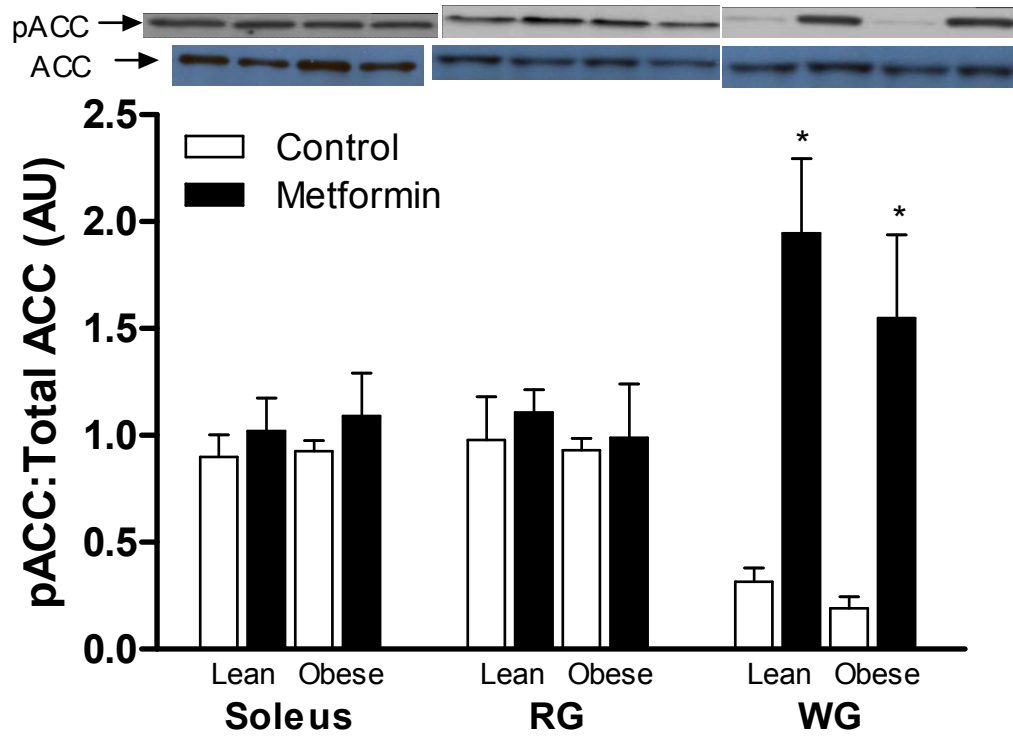 pACC
ACC
pACC:Total ACC (AU)
2.5
2.0
1.5
1.0
0.5
0.0
Control
Metformin
*
*
Lean Obese Lean Obese Lean Obese
Soleus RG WG